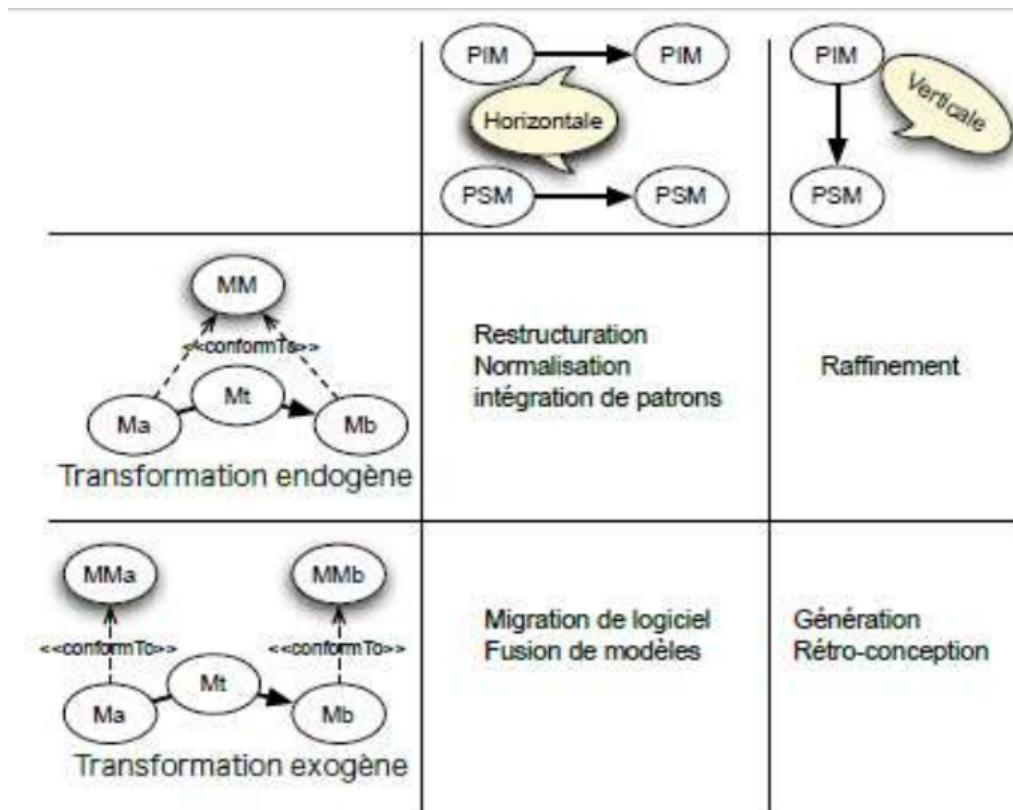 PIM
PIM
Horizontale
PSM
PSM
PIM
Verticale
PSM
MM
<<conformTo>>
Mt
Ma
Mb
Transformation endogène
Restructuration
Normalisation
intégration de patrons
Raffinement
MMa
MMb
<<conformTo>>
<<conformTo>>
Mt
Ma
Mb
Transformation exogène
Migration de logiciel
Fusion de modèles
Génération
Rétro-conception